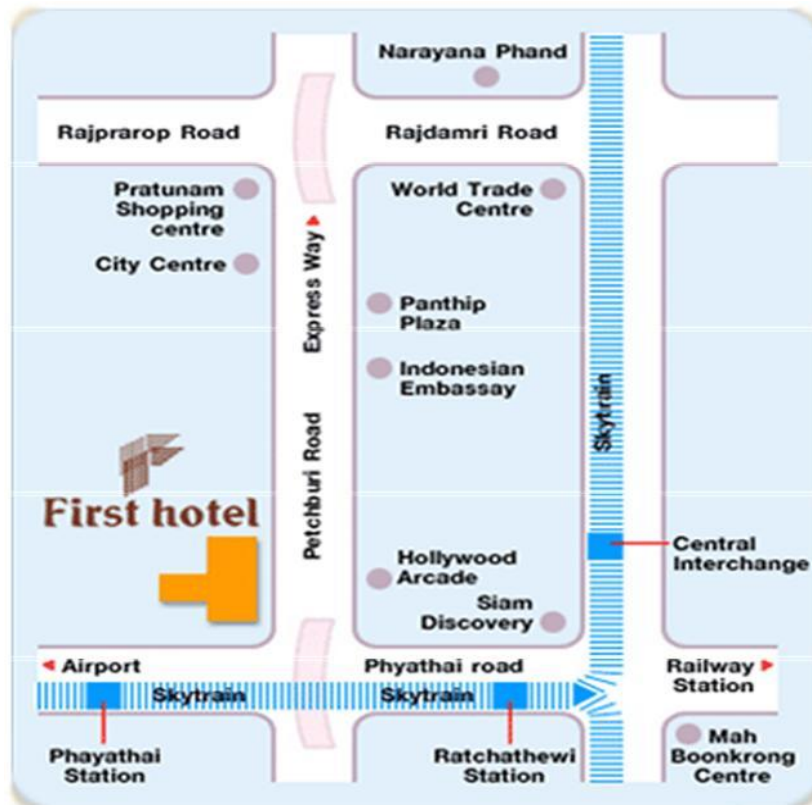 Narayana Phand
Rajprarop Road
Rajdamri Road
Pratunam
Shopping
centre
World Trade
Centre
City Centre
Express Way
Panthip
Plaza
Indonesian
Embassay
Skytrain
First hotel
Petchburi Road
Hollywood
Arcade
Central
Interchange
Siam
Discovery
Airport
Phyathai road
Railway
Station
Skytrain
Skytrain
Phayathai
Station
Ratchathewi
Station
Mah
Boonkrong
Centre